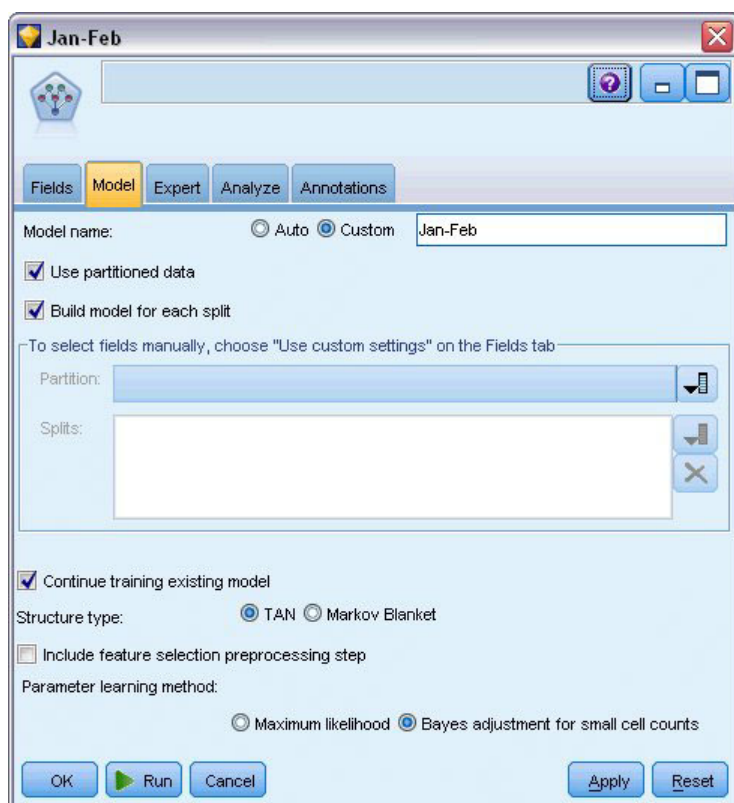 Jan-Feb
Fields Model Expert Analyze Annotations
Model name: Auto Custom Jan-Feb
Use partitioned data
Build model for each split
To select fields manually, choose "Use custom settings" on the Fields tab
Partition:
Splits:
Continue training existing model
Structure type: TAN Markov Blanket
Include feature selection preprocessing step
Parameter learning method:
Maximum likelihood Bayes adjustment for small cell counts
OK Run Cancel Apply Reset